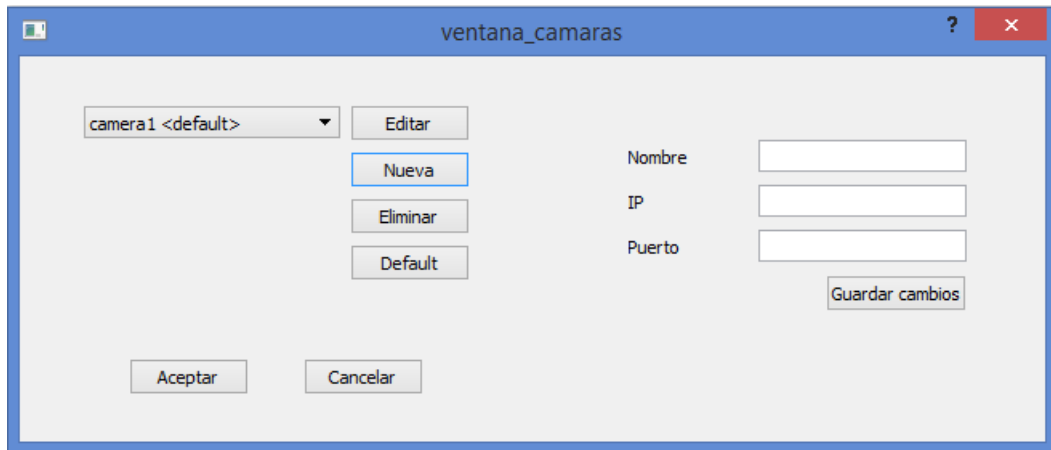 ventana_camaras
?
camera1 <default>
Editar
Nueva
Eliminar
Default
Nombre
IP
Puerto
Guardar cambios
Aceptar
Cancelar